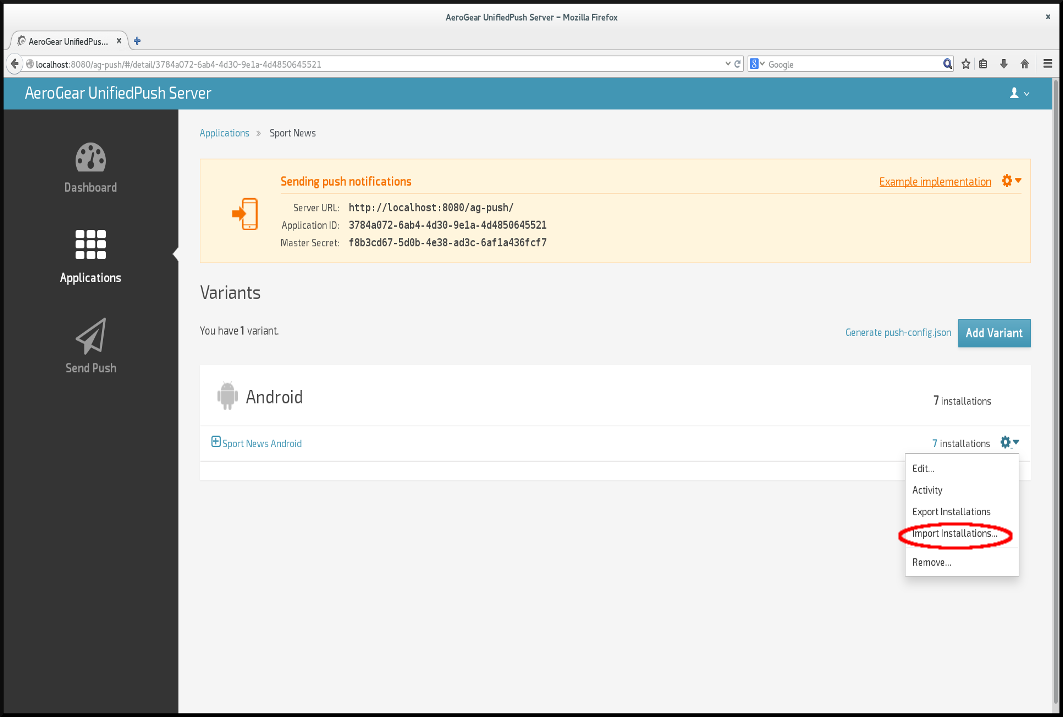 AeroGear UnifiedPush Server - Mozilla Firefox
AeroGear UnifiedPus...
localhost:8080/ag-push/#/detail/3784a072-6ab4-4d30-9e1a-4d4850645521
Google
AeroGear UnifiedPush Server
Applications » Sport News
Dashboard
Applications
Send Push
Sending push notifications
Example implementation
Server URL: http://localhost:8080/ag-push/
Application ID: 3784a072-6ab4-4d30-9e1a-4d4850645521
Master Secret: f8b3cd67-5d0b-4e38-ad3c-6af1a436fcf7
Variants
You have 1 variant.
Generate push-config.json
Add Variant
Android
7 installations
Sport News Android
7 installations
Edit...
Activity
Export Installations
Import Installations...
Remove...